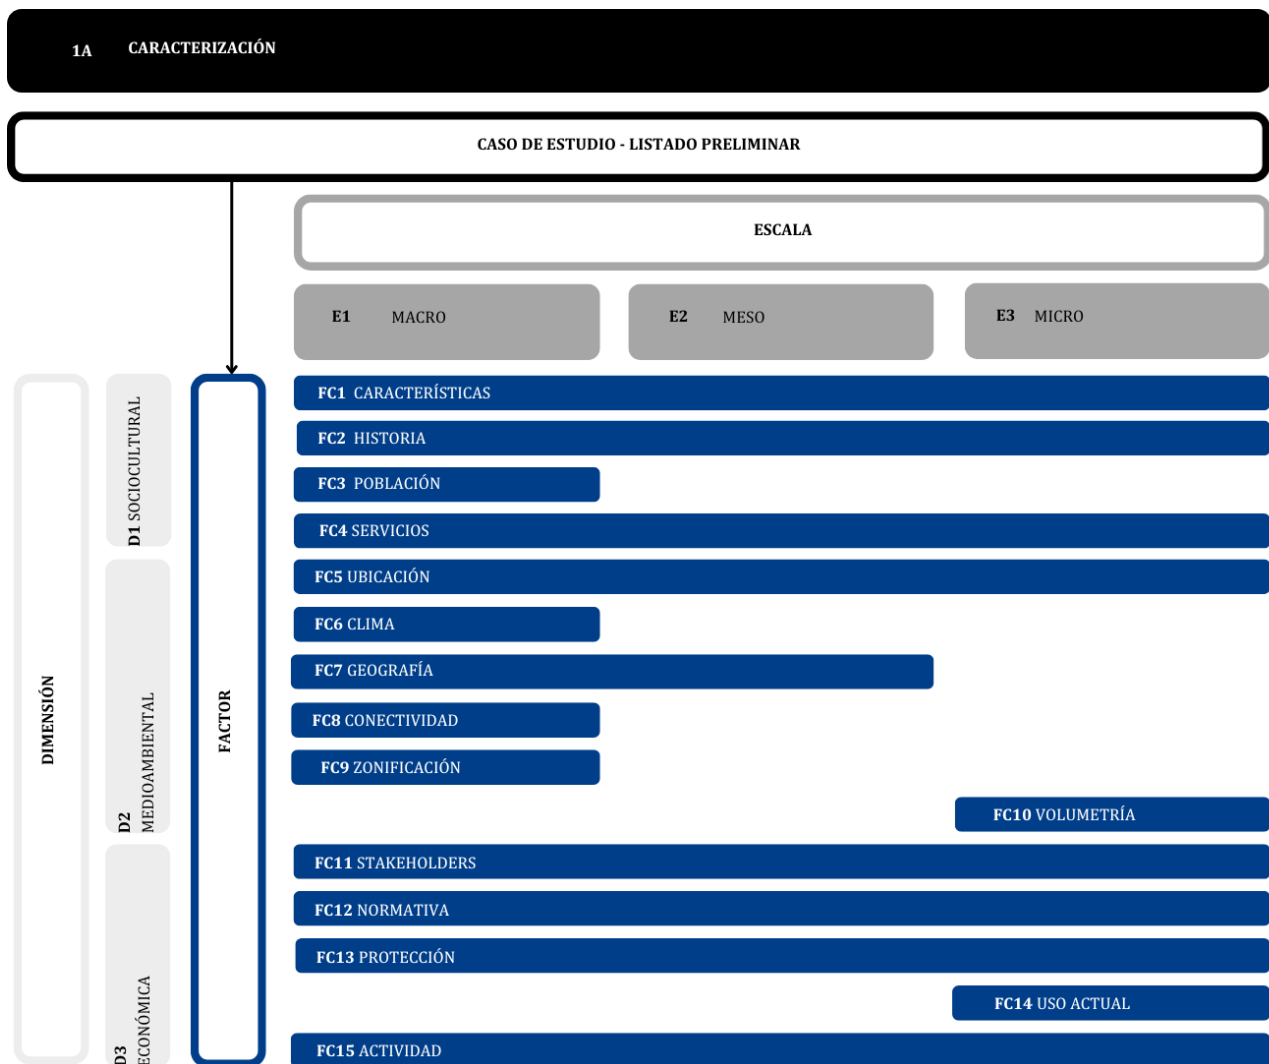 1A CARACTERIZACIÓN
CASO DE ESTUDIO - LISTADO PRELIMINAR
ESCALA
E1 MACRO
E2 MESO
E3 MICRO
DIMENSIÓN
D1 SOCIOCULTURAL
D2
MEDIOAMBIENTAL
D3
ECONÓMICA
FACTOR
FC1 CARACTERÍSTICAS
FC2 HISTORIA
FC3 POBLACIÓN
FC4 SERVICIOS
FC5 UBICACIÓN
FC6 CLIMA
FC7 GEOGRAFÍA
FC8 CONECTIVIDAD
FC9 ZONIFICACIÓN
FC10 VOLUMETRÍA
FC11 STAKEHOLDERS
FC12 NORMATIVA
FC13 PROTECCIÓN
FC14 USO ACTUAL
FC15 ACTIVIDAD